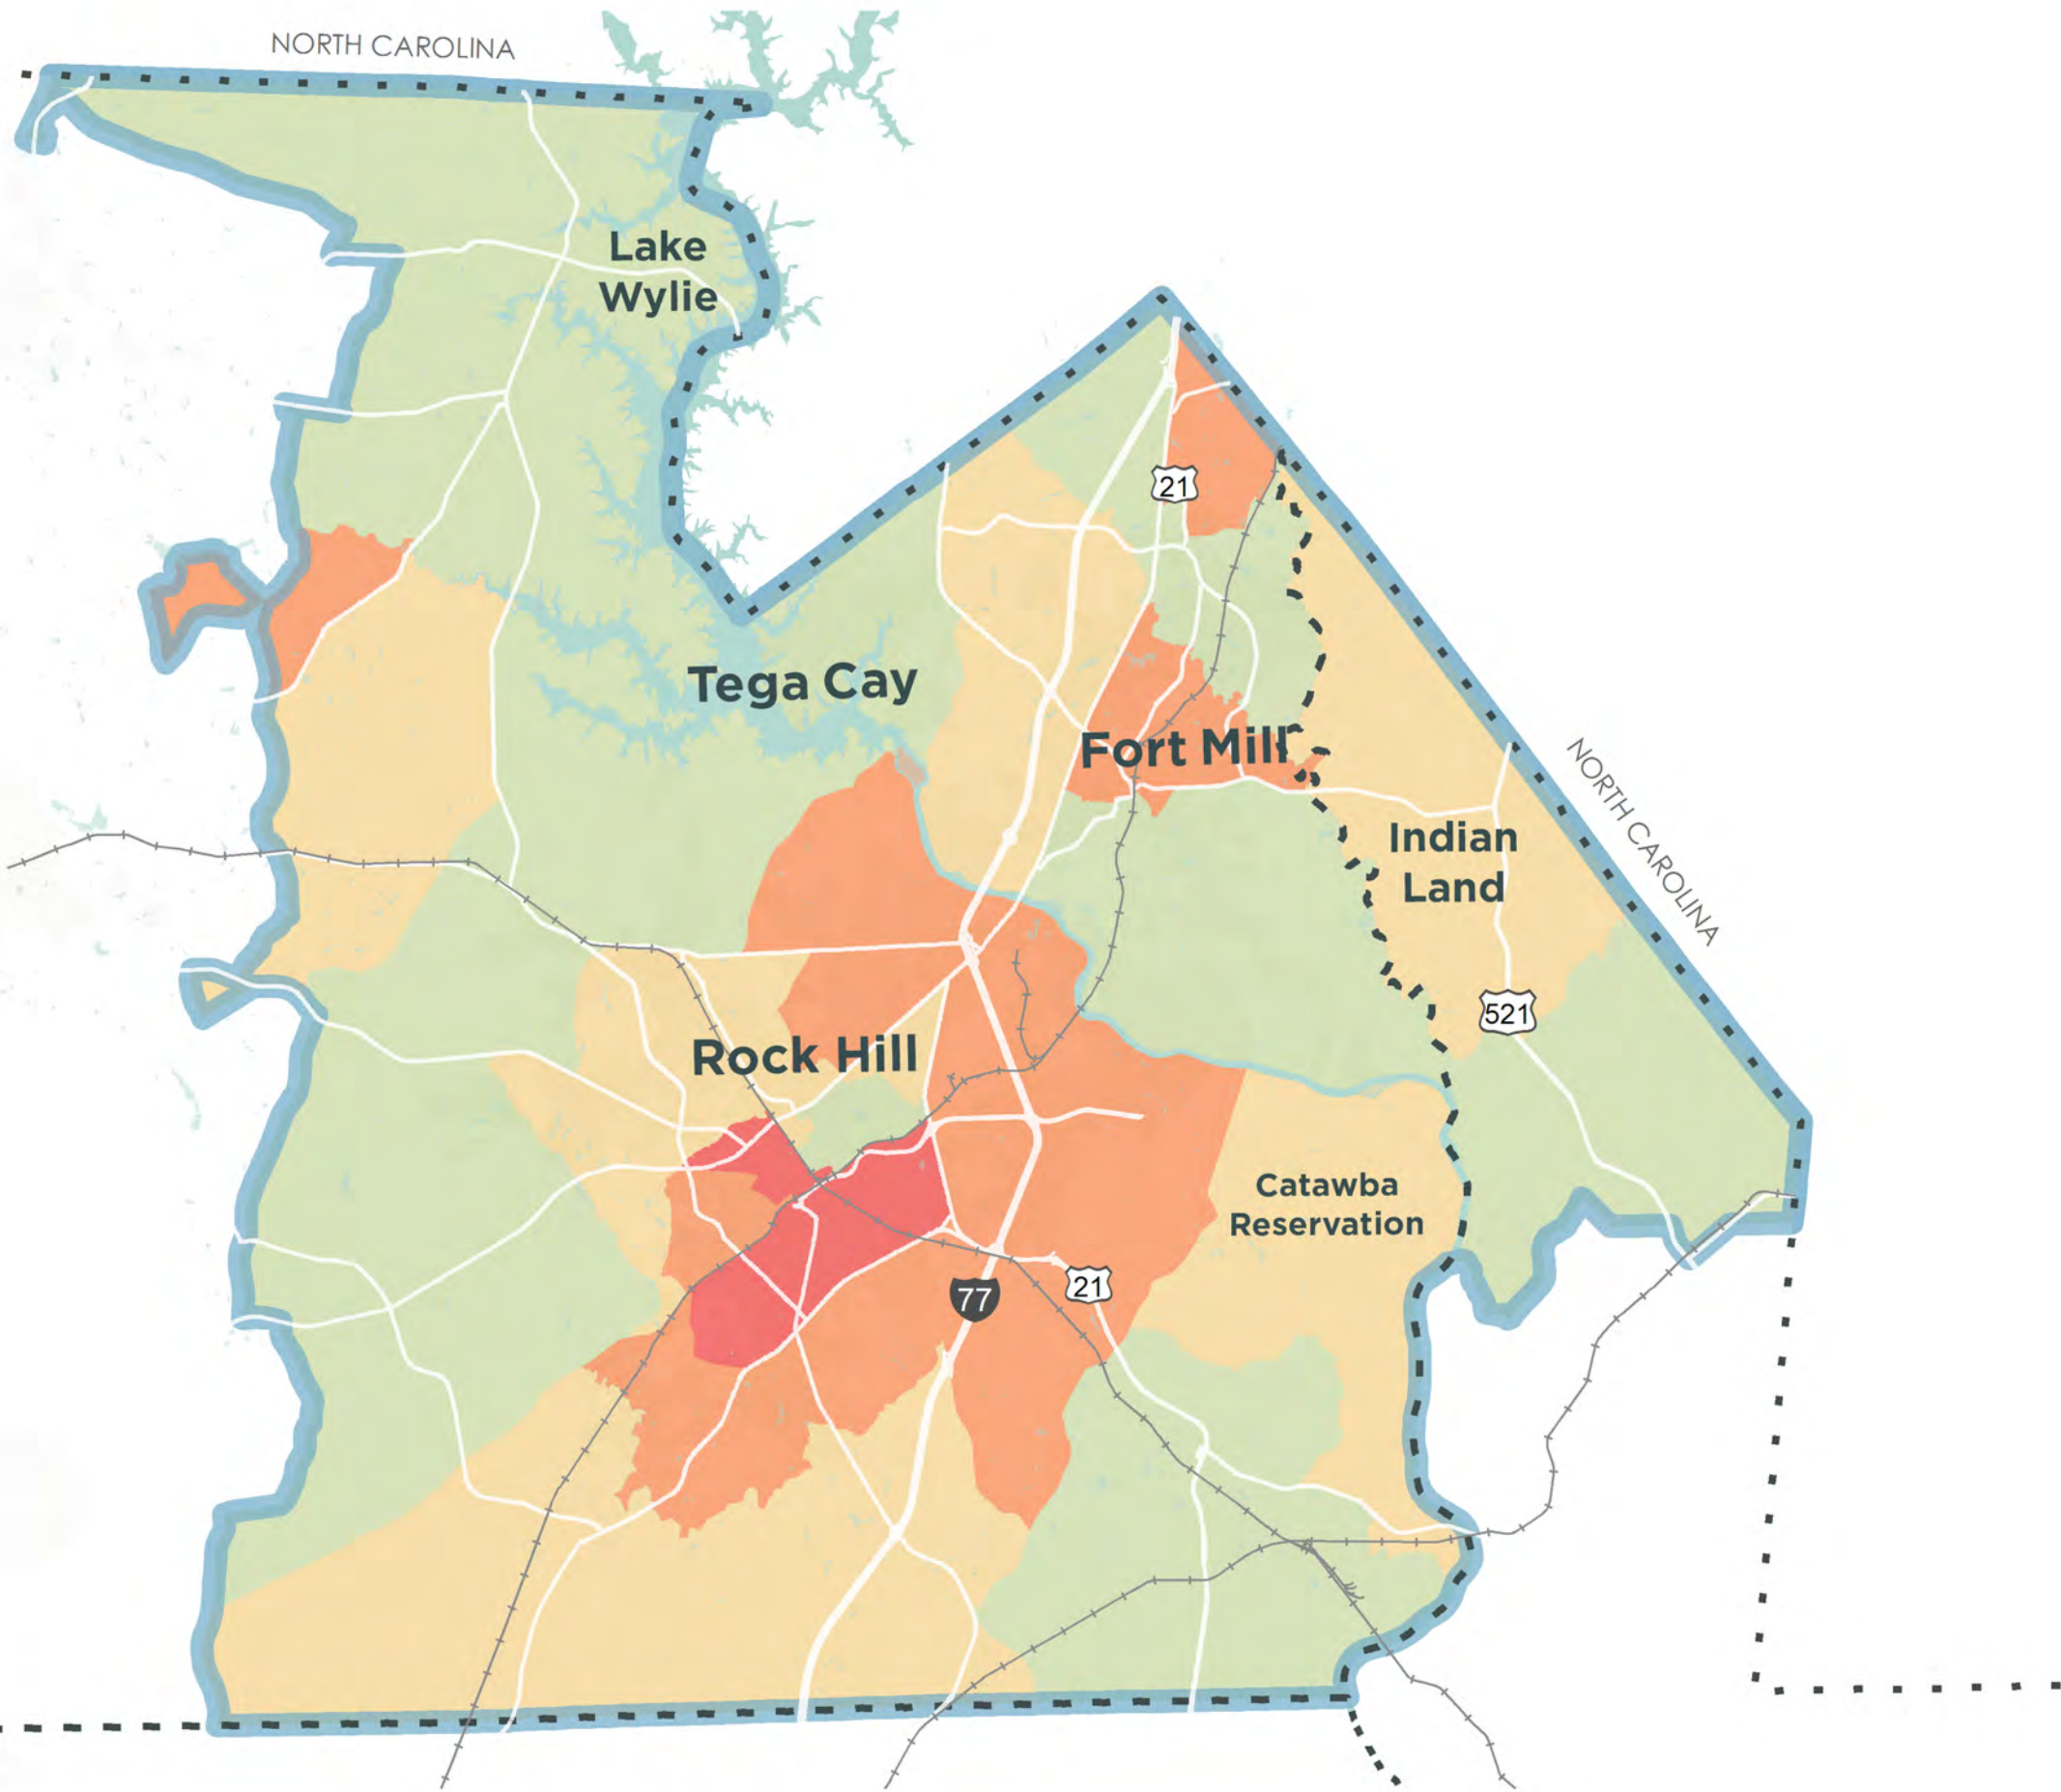 NORTH CAROLINA
Lake
Wylie
21
Tega Cay
Fort Mill
NORTH CAROLINA
Indian
Land
521
Rock Hill
Catawba
Reservation
77
21